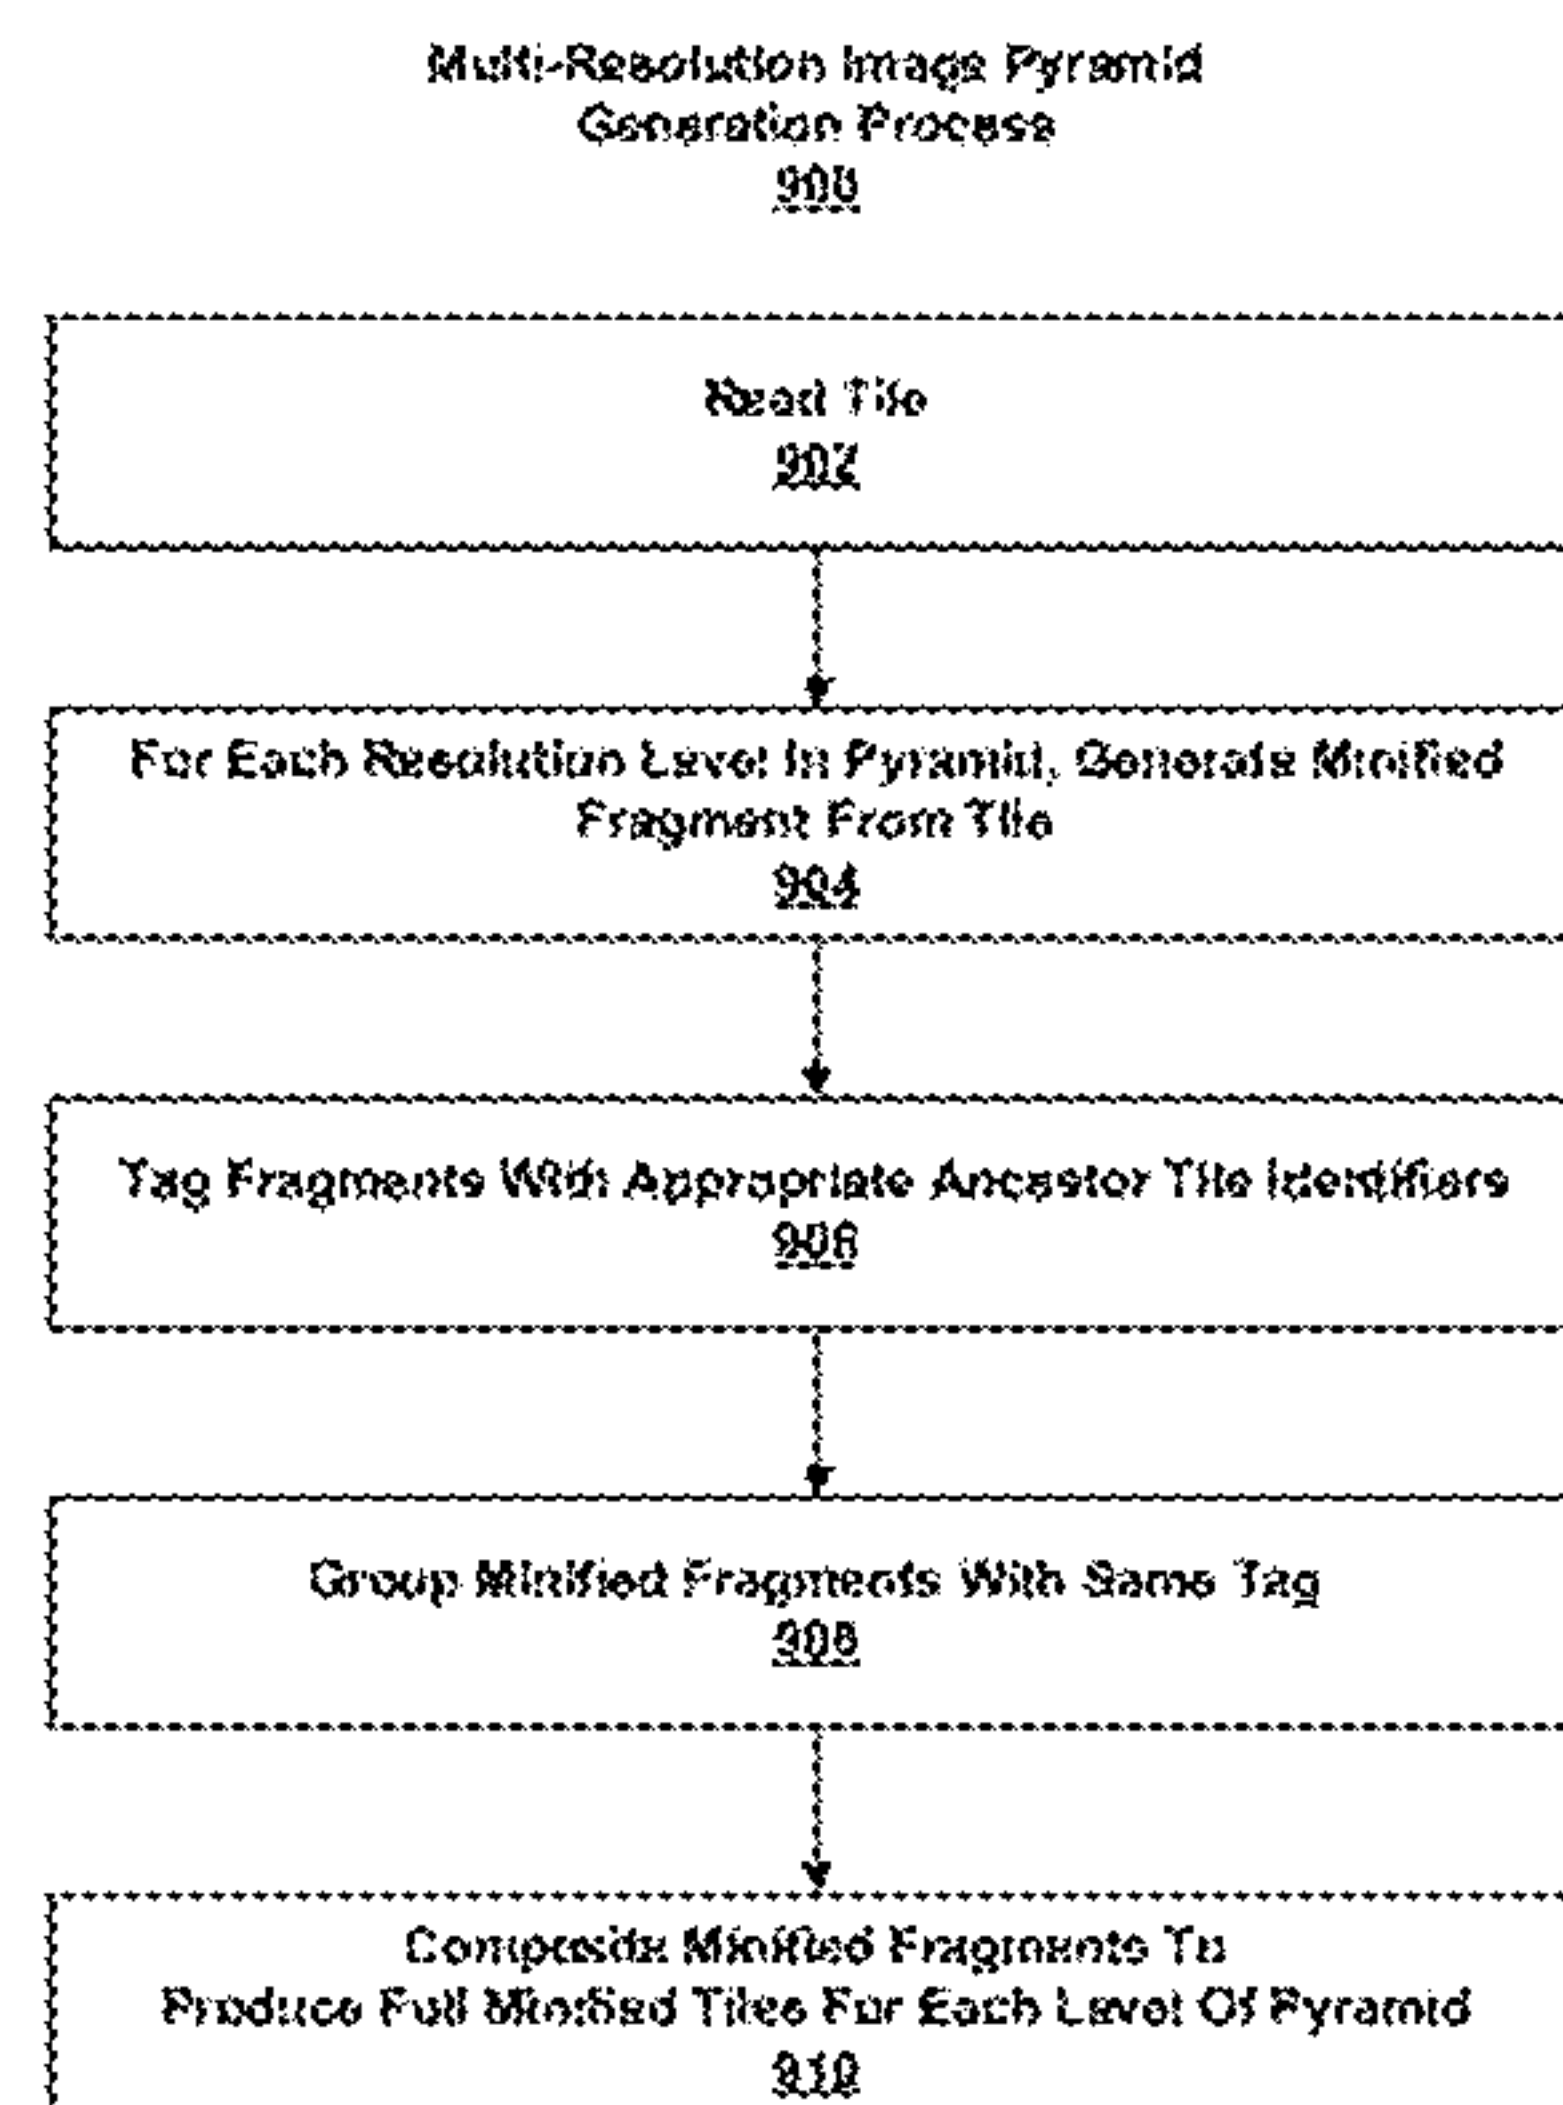 Multi-Resolution Image Pyramid
Generation Process
900
Read Tile
902
For Each Resolution Level In Pyramid, Generate Minified
Fragment From Tile
904
Tag Fragments With Appropriate Ancestor Tile Identifiers
906
Group Minified Fragments With Same Tag
908
Composite Minified Fragments To
Produce Full Minified Tiles For Each Level Of Pyramid
910